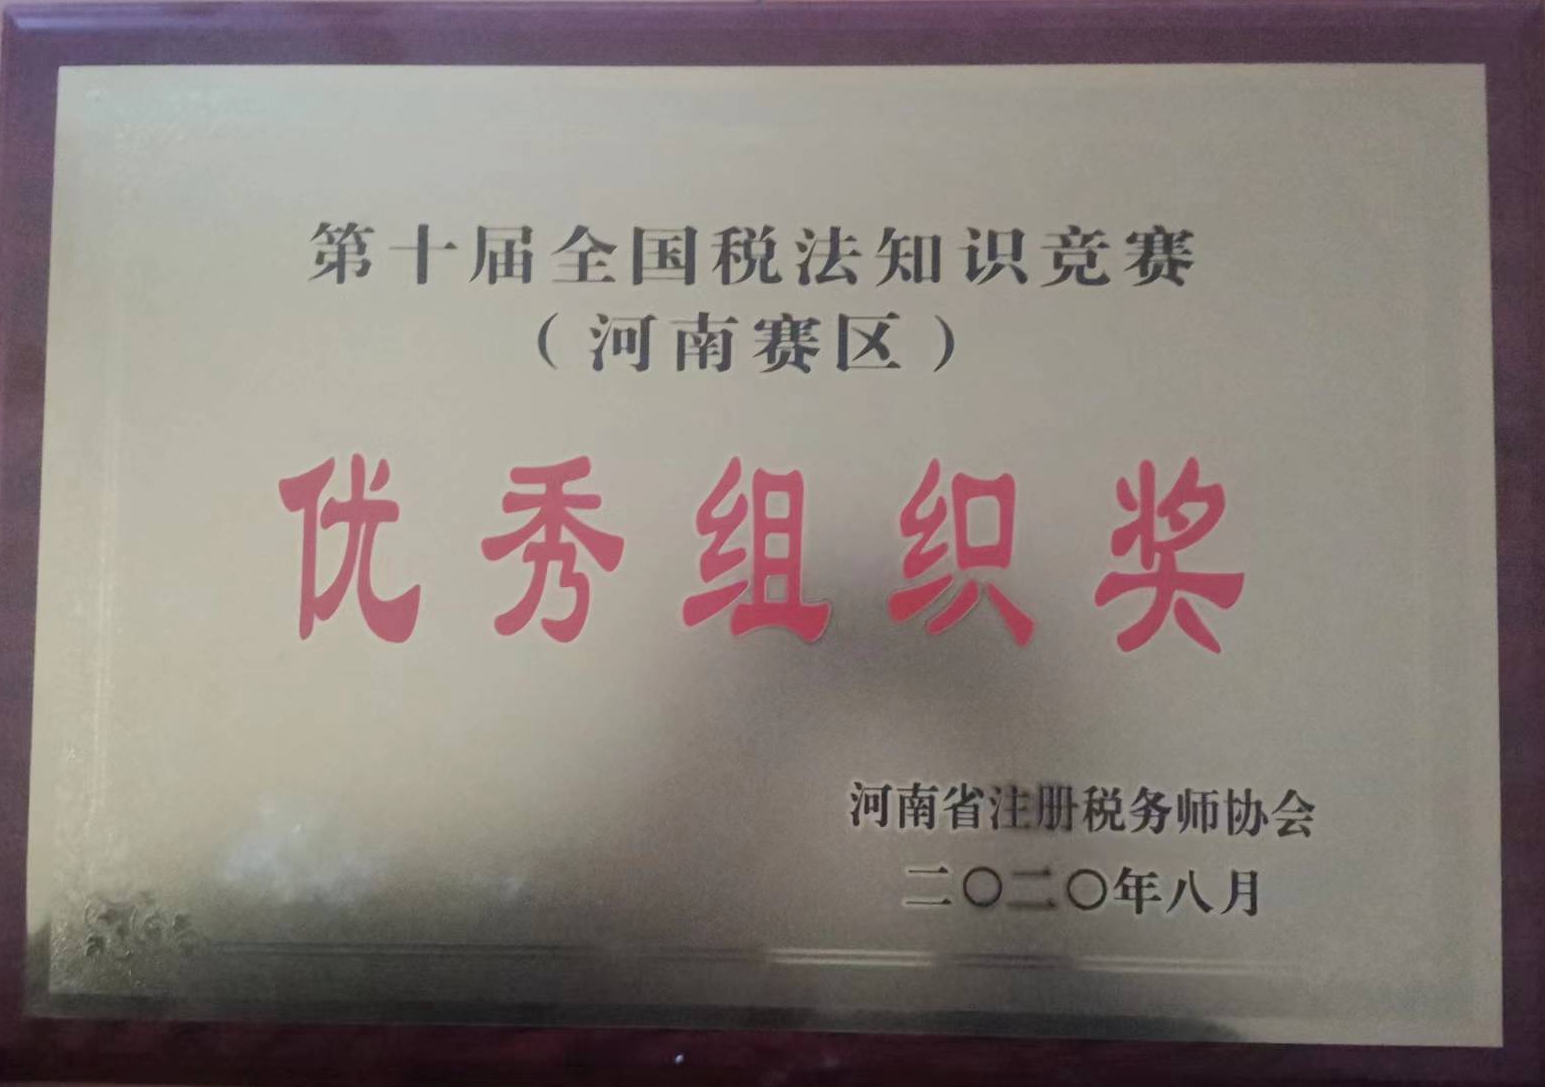 第十届全国税法知识竞赛
（河南赛区）
优秀组织奖
河南省注册税务师协会
二〇二〇年八月